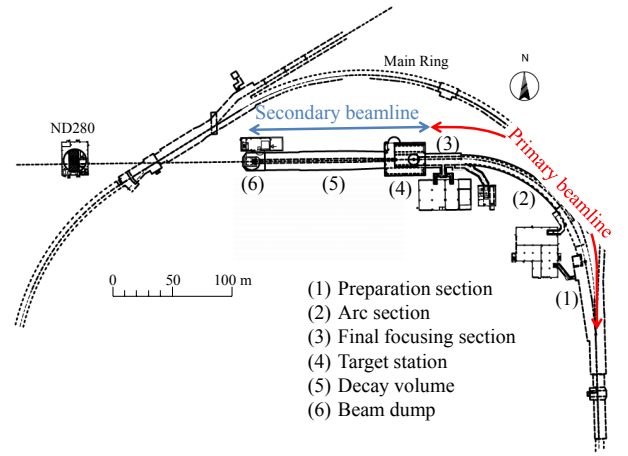 Main Ring
N
Secondary beamline
ND280
Primary beamline
(3)
(6)
(5)
(4)
(2)
(1)
0 50 100 m
(1) Preparation section
(2) Arc section
(3) Final focusing section
(4) Target station
(5) Decay volume
(6) Beam dump